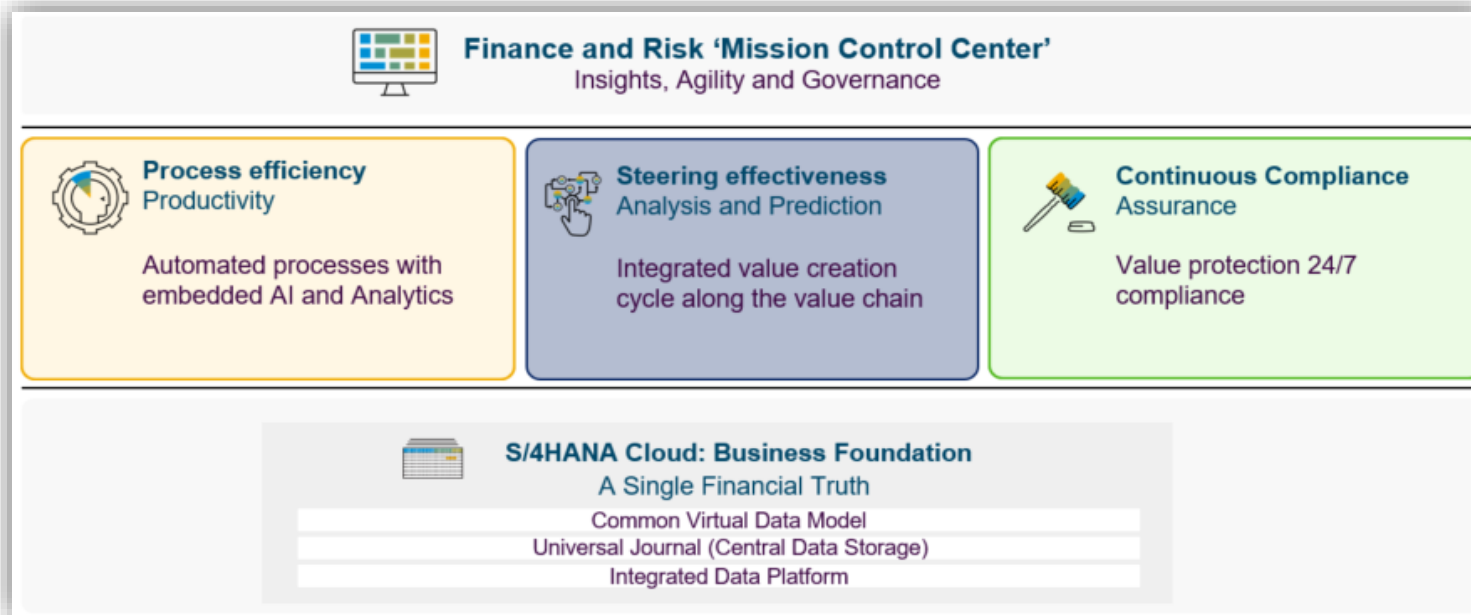 Finance and Risk ‘Mission Control Center’
Insights, Agility and Governance
Process efficiency
Productivity
Automated processes with
embedded AI and Analytics
Steering effectiveness
Analysis and Prediction
Integrated value creation
cycle along the value chain
Continuous Compliance
Assurance
Value protection 24/7
compliance
S/4HANA Cloud: Business Foundation
A Single Financial Truth
Common Virtual Data Model
Universal Journal (Central Data Storage)
Integrated Data Platform